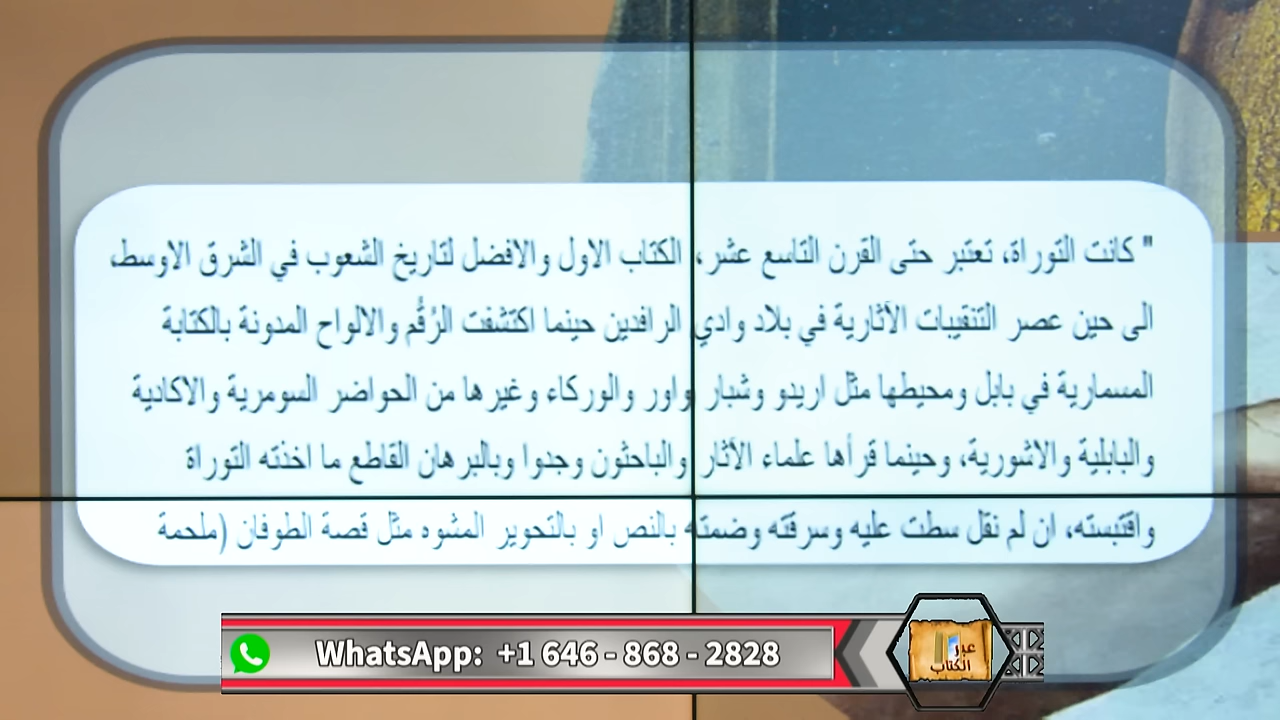 " كانت التوراة، تعتبر حتى القرن التاسع عشر، الكتاب الاول والافضل لتاريخ الشعوب في الشرق الاوسط،
الى حين عصر التنقيبات الآثارية في بلاد وادي الرافدين حينما اكتشفت الرُقُم والالواح المدونة بالكتابة
المسمارية في بابل ومحيطها مثل اريدو وشبار واور والوركاء وغيرها من الحواضر السومرية والاكادية
والبابلية والاشورية، وحينما قرأها علماء الآثار والباحثون وجدوا وبالبرهان القاطع ما اخذته التوراة
واقتبسته، ان لم نقل سطت عليه وسرقته وضمته بالنص او بالتحوير المشوه مثل قصة الطوفان (ملحمة
WhatsApp: +1 646 - 868 - 2828
عبر
الكتاب